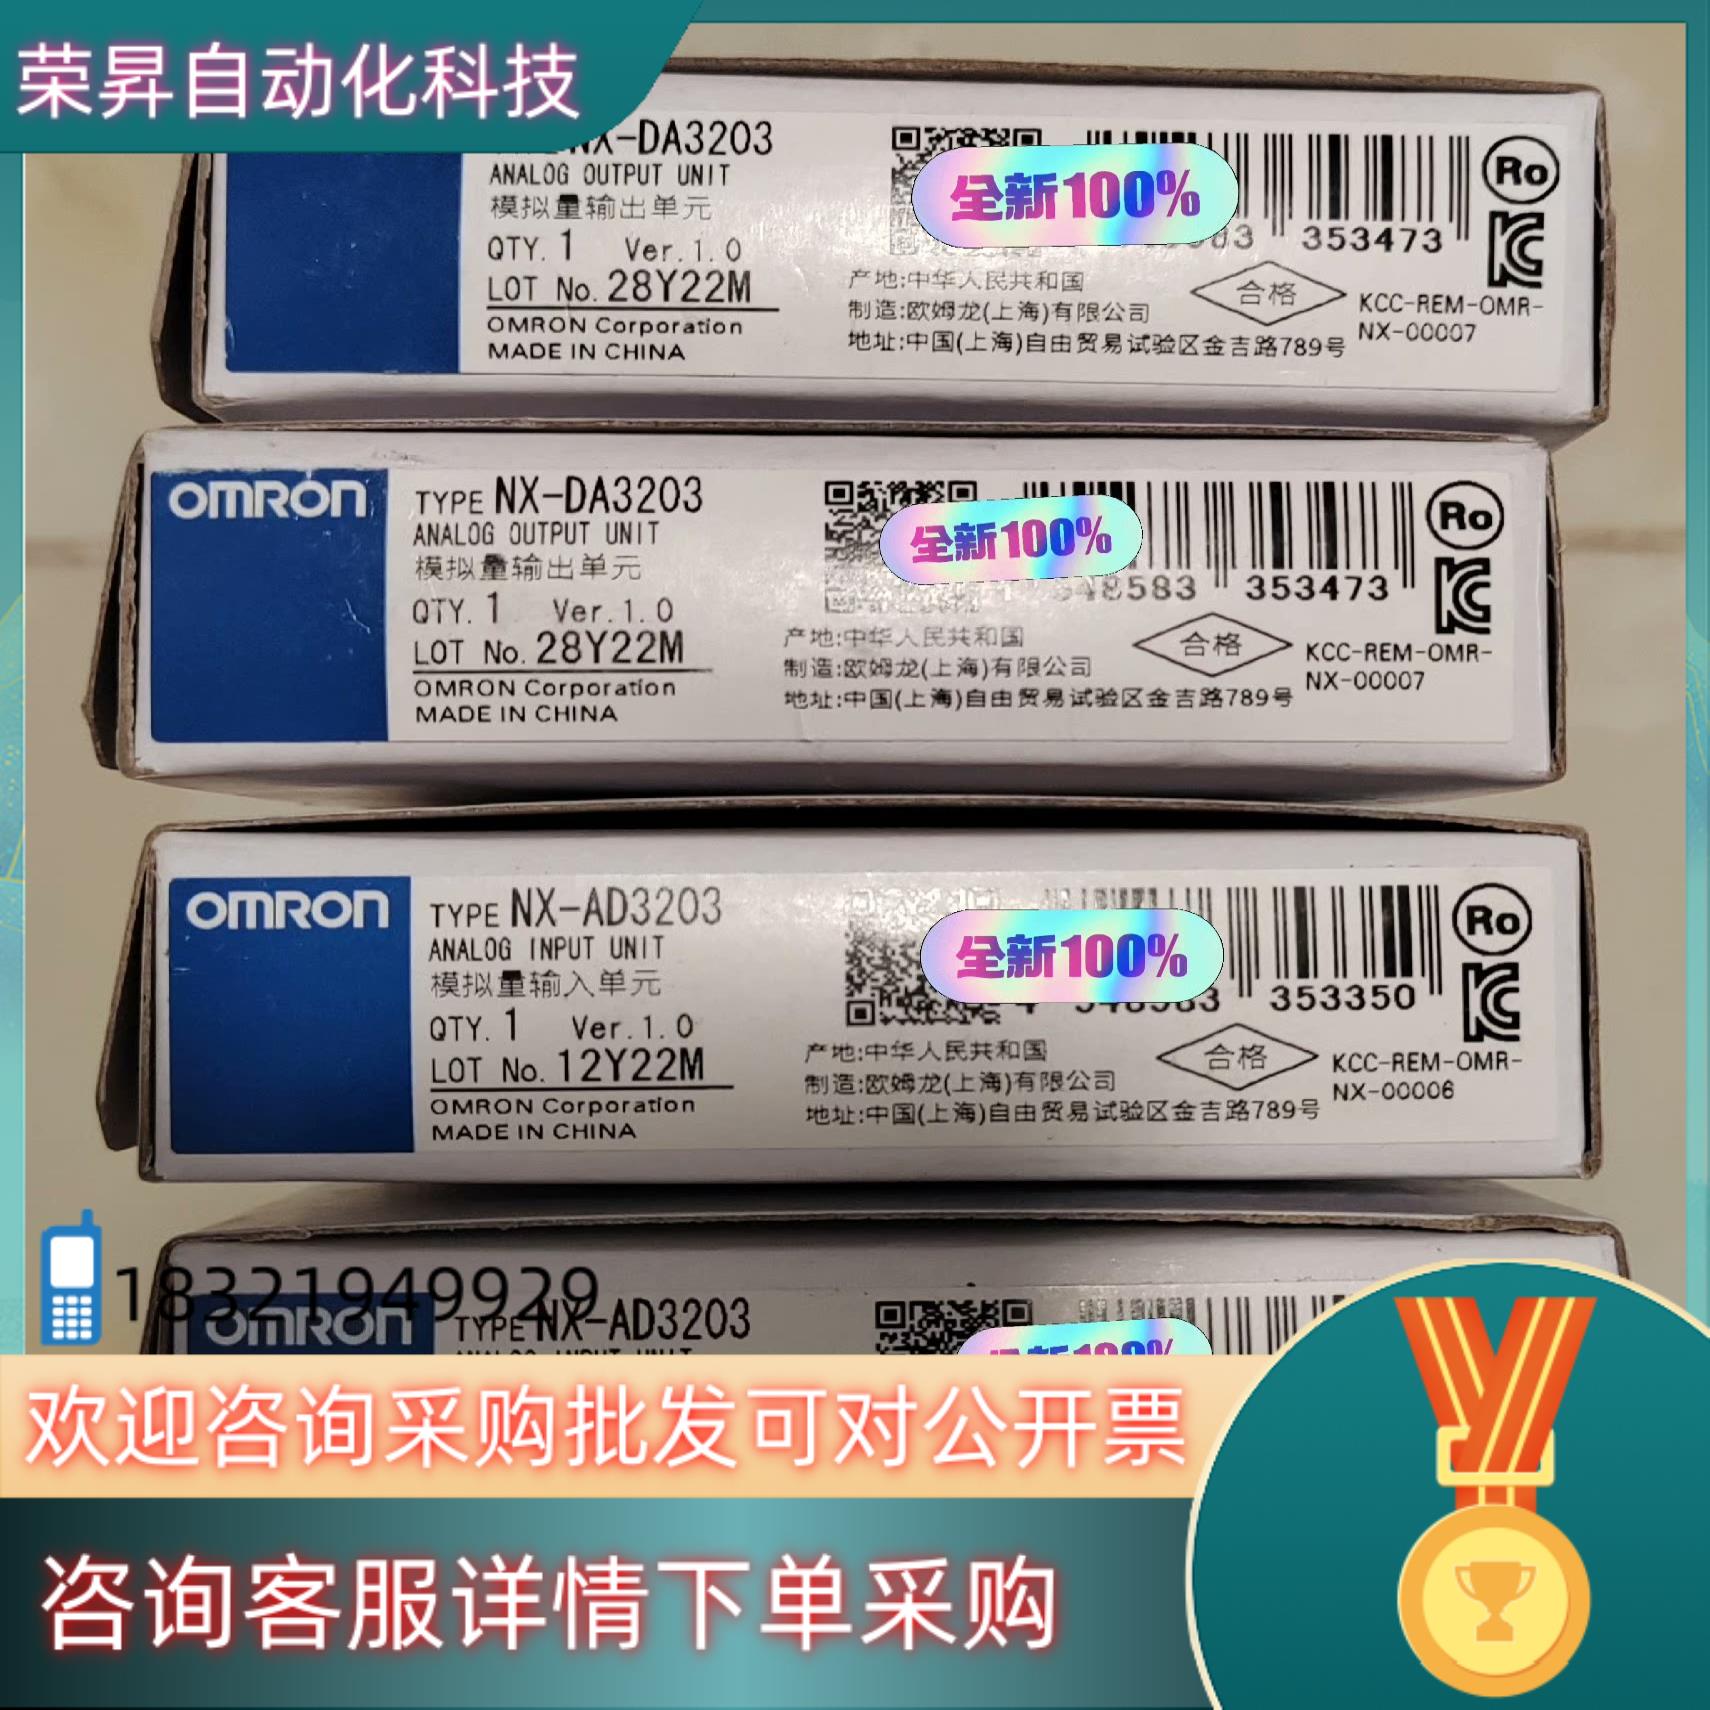 荣昇自动化科技
NX-DA3203
ANALOG OUTPUT UNIT
模拟量输出单元
QTY. 1 Ver.1.0
LOT No. 28Y22M
OMRON Corporation
MADE IN CHINA
全新100%
353473
产地:中华人民共和国
制造:欧姆龙(上海)有限公司
地址:中国(上海)自由贸易试验区金吉路789号
合格
Ro
KCC-REM-OMR-
NX-00007
OMRON
TYPE NX-DA3203
ANALOG OUTPUT UNIT
模拟量输出单元
QTY. 1 Ver.1.0
LOT No. 28Y22M
OMRON Corporation
MADE IN CHINA
全新100%
353473
产地:中华人民共和国
制造:欧姆龙(上海)有限公司
地址:中国(上海)自由贸易试验区金吉路789号
合格
Ro
KCC-REM-OMR-
NX-00007
OMRON
TYPE NX-AD3203
ANALOG INPUT UNIT
模拟量输入单元
QTY. 1 Ver.1.0
LOT No. 12Y22M
OMRON Corporation
MADE IN CHINA
全新100%
353350
产地:中华人民共和国
制造:欧姆龙(上海)有限公司
地址:中国(上海)自由贸易试验区金吉路789号
合格
Ro
KCC-REM-OMR-
NX-00006
18321949929
OMRON
TYPE NX-AD3203
欢迎咨询采购批发可对公开票
咨询客服详情下单采购